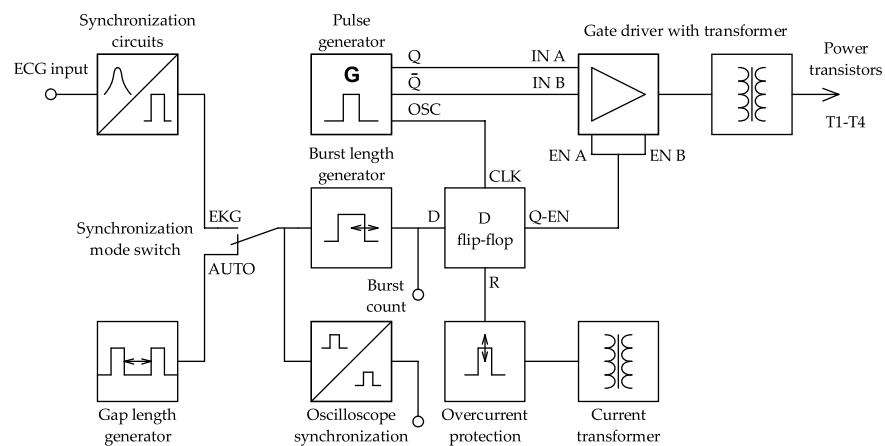 Synchronization
circuits
Pulse
generator
Gate driver with transformer
ECG input
Q
IN A
Power
transistors
G
Q̄
IN B
OSC
T1-T4
Burst length
generator
EN A
EN B
CLK
Synchronization
mode switch
EKG
D
D
flip-flop
Q-EN
AUTO
Burst
count
R
Gap length
generator
Oscilloscope
synchronization
Overcurrent
protection
Current
transformer